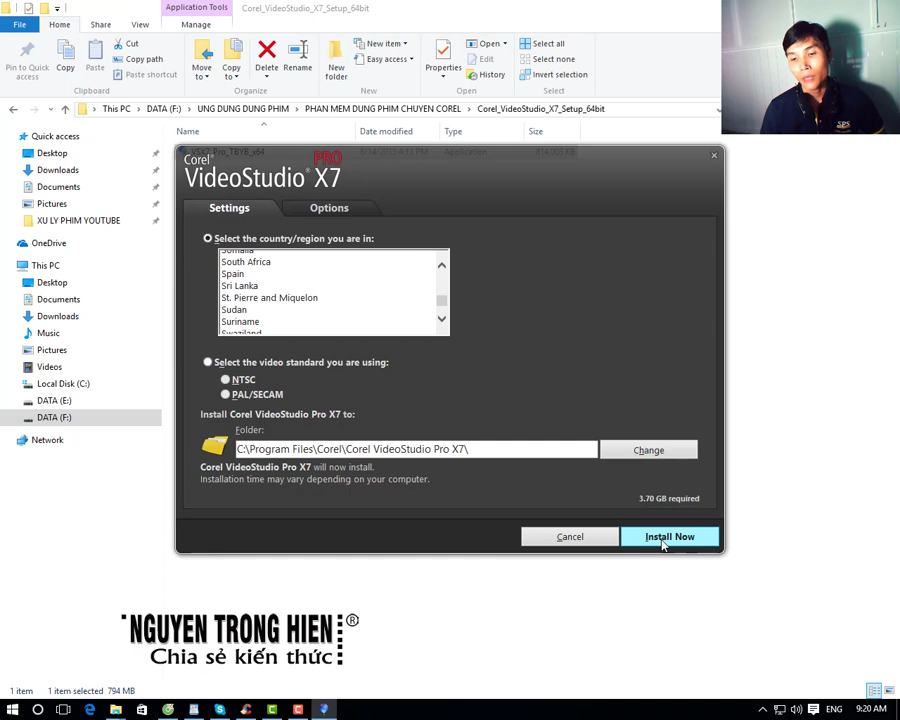 Application Tools
Corel_VideoStudio_X7_Setup_64bit
File
Home
Share
View
Manage
Pin to Quick access
Copy
Paste
Cut
Copy path
Paste shortcut
Clipboard
Move to
Copy to
Delete
Rename
Organize
New folder
New item
Easy access
New
Properties
Open
Edit
History
Open
Select all
Select none
Invert selection
Select
This PC > DATA (F:) > UNG DUNG DUNG PHIM > PHAN MEM DUNG PHIM CHUYEN COREL > Corel_VideoStudio_X7_Setup_64bit
Name
Date modified
Type
Size
Quick access
Desktop
Downloads
Documents
Pictures
XU LY PHIM YOUTUBE
OneDrive
This PC
Desktop
Documents
Downloads
Music
Pictures
Videos
Local Disk (C:)
DATA (E:)
DATA (F:)
Network
SPS
Corel®
PRO
VideoStudio® X7
Settings
Options
Select the country/region you are in:
Somalia
South Africa
Spain
Sri Lanka
St. Pierre and Miquelon
Sudan
Suriname
Swaziland
Select the video standard you are using:
NTSC
PAL/SECAM
Install Corel VideoStudio Pro X7 to:
Folder:
C:\Program Files\Corel\Corel VideoStudio Pro X7\
Change
Corel VideoStudio Pro X7 will now install.
Installation time may vary depending on your computer.
3.70 GB required
Cancel
Install Now
NGUYEN TRONG HIEN®
Chia sẻ kiến thức
1 item
1 item selected 794 MB
ENG
9:20 AM